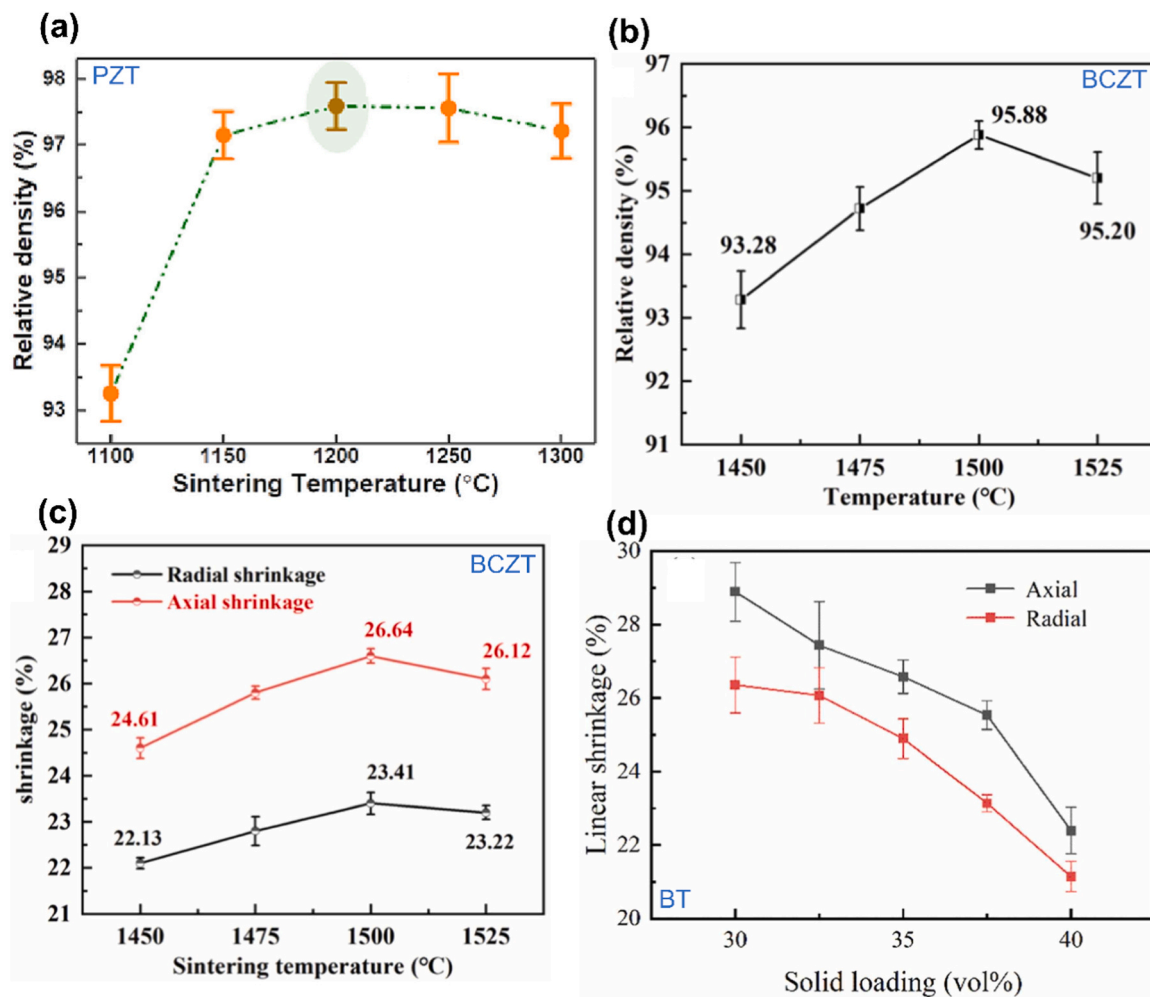 (a)
PZT
98
97
96
95
94
93
Relative density (%)
1100 1150 1200 1250 1300
Sintering Temperature (°C)
(b)
BCZT
97
96
95
94
93
92
91
Relative density (%)
93.28
95.88
95.20
1450 1475 1500 1525
Temperature (°C)
(c)
BCZT
29
28
27
26
25
24
23
22
21
shrinkage (%)
Radial shrinkage
Axial shrinkage
24.61
26.64
26.12
22.13
23.41
23.22
1450 1475 1500 1525
Sintering temperature (°C)
(d)
30
28
26
24
22
20
Linear shrinkage (%)
Axial
Radial
BT
30 35 40
Solid loading (vol%)